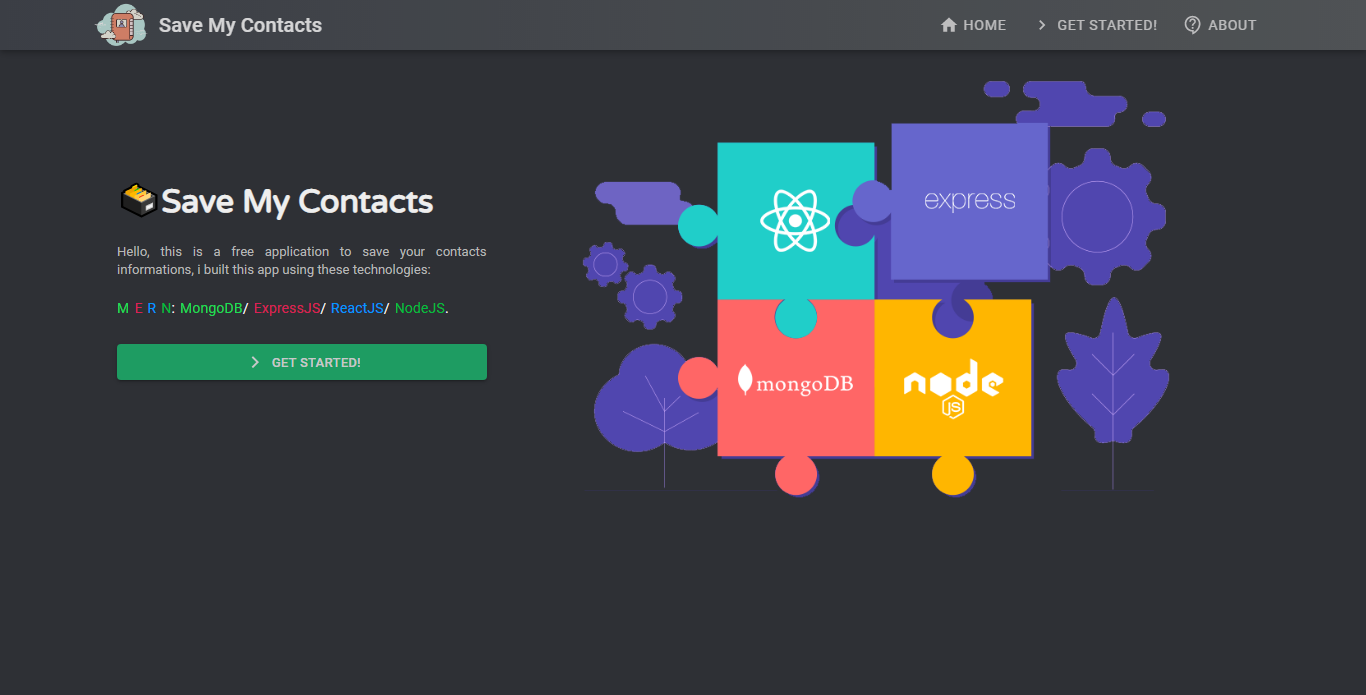 Save My Contacts
HOME
GET STARTED!
ABOUT
Save My Contacts
Hello, this is a free application to save your contacts
informations, i built this app using these technologies:
M E R N: MongoDB/ ExpressJS/ ReactJS/ NodeJS.
GET STARTED!
express
mongoDB
node
JS